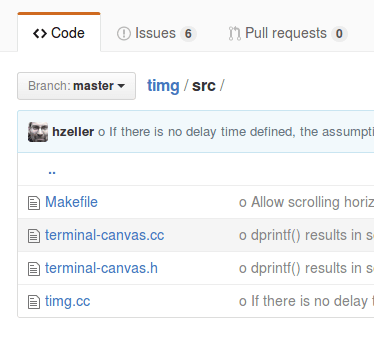 Code Issues 6 Pull requests 0
Branch: master timg / src /
hzeller o If there is no delay time defined, the
..
Makefile o Allow scrolling
terminal-canvas.cc o dprintf() results in
terminal-canvas.h o dprintf() results in
timg.cc o If there is no delay